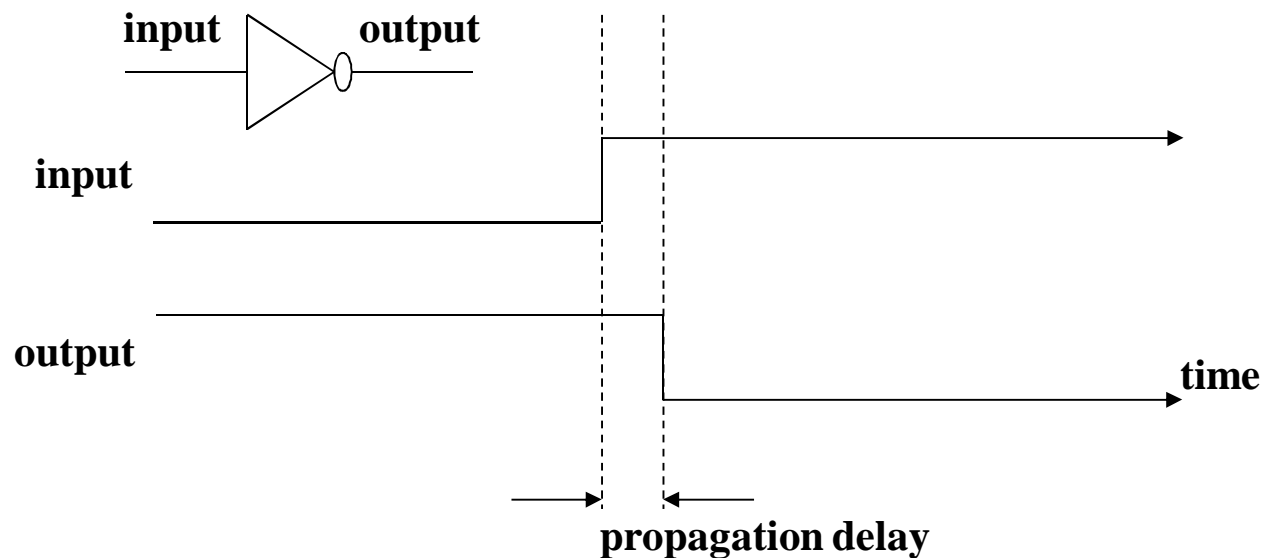 input output
input
output
time
propagation delay